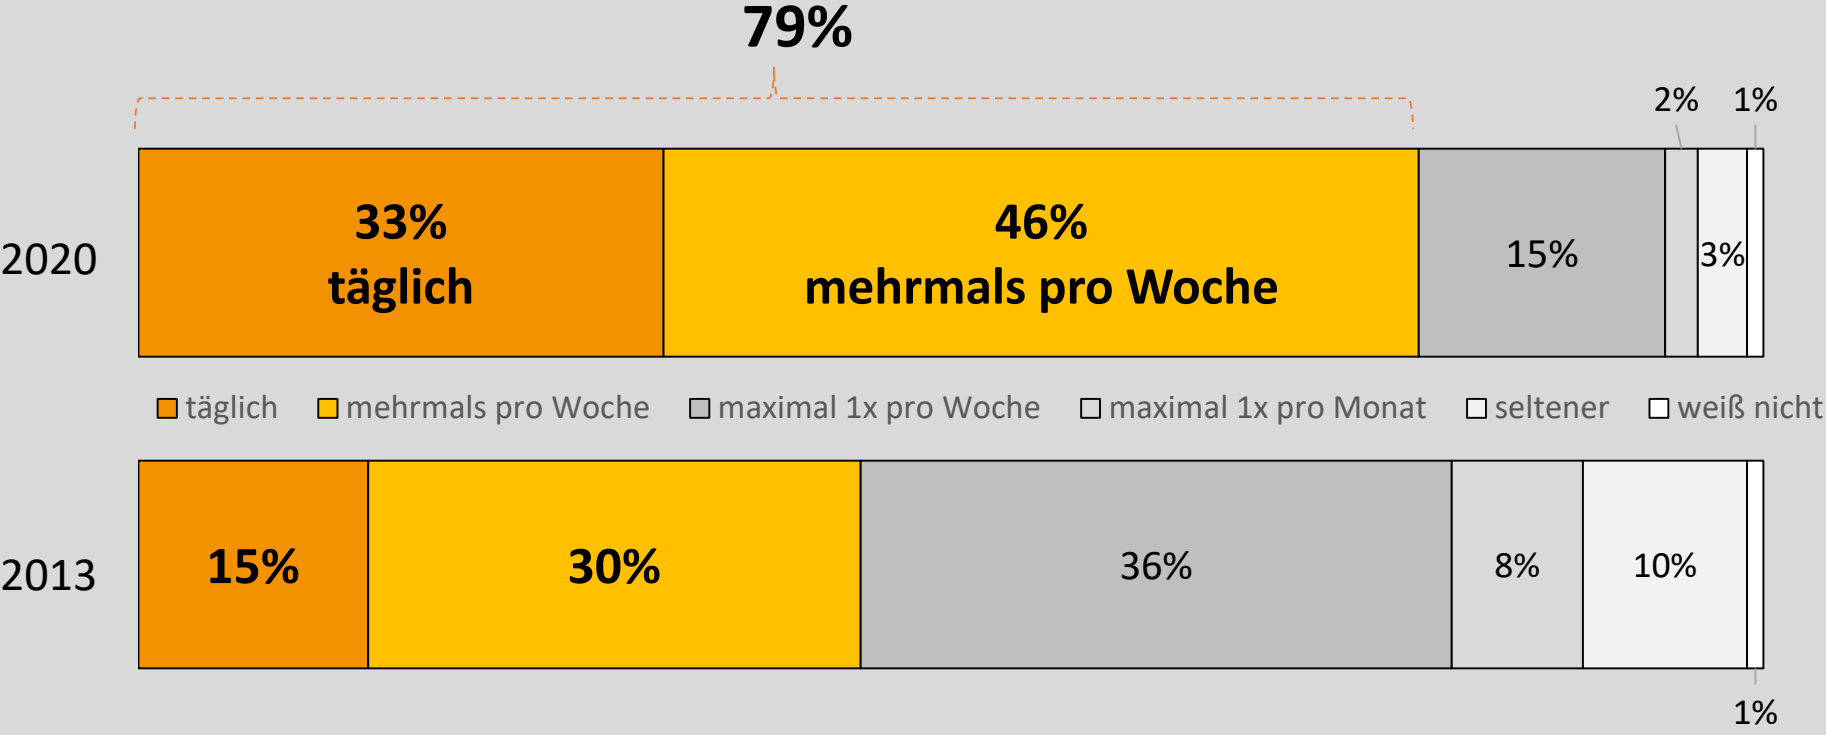 79%
2% 1%
2020
33%
täglich
46%
mehrmals pro Woche
15%
3%
täglich mehrmals pro Woche maximal 1x pro Woche maximal 1x pro Monat seltener weiß nicht
2013
15% 30% 36% 8% 10%
1%